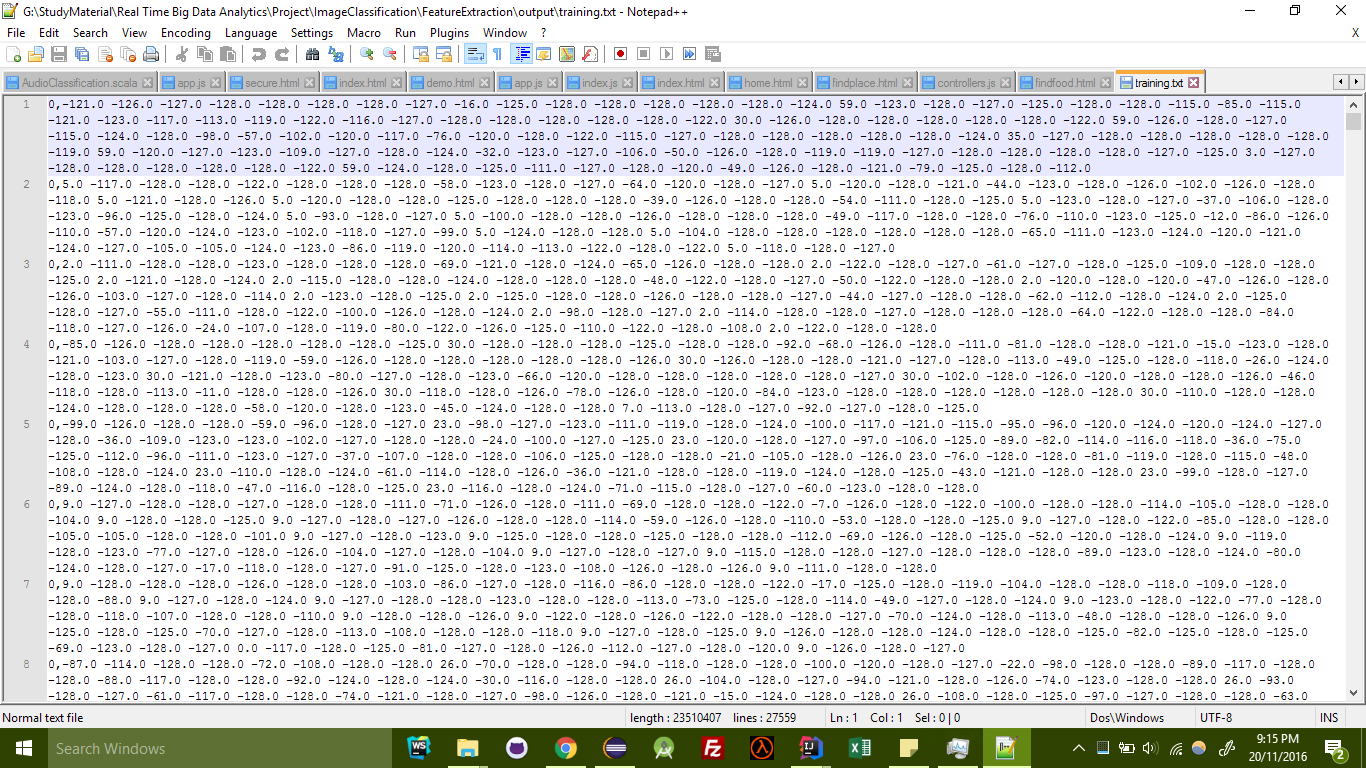 G:\StudyMaterial\Real Time Big Data Analytics\Project\ImageClassification\FeatureExtraction\output\training.txt - Notepad++
File Edit Search View Encoding Language Settings Macro Run Plugins Window ?
X
AudioClassification.scala app.js secure.html index.html demo.html app.js index.js index.html home.html findplace.html controllers.js findfood.html training.txt
1 0,-121.0 -126.0 -127.0 -128.0 -128.0 -128.0 -128.0 -127.0 -16.0 -125.0 -128.0 -128.0 -128.0 -128.0 -128.0 -124.0 59.0 -123.0 -128.0 -127.0 -125.0 -128.0 -128.0 -115.0 -85.0 -115.0
-121.0 -123.0 -117.0 -113.0 -119.0 -122.0 -116.0 -127.0 -128.0 -128.0 -128.0 -128.0 -122.0 30.0 -126.0 -128.0 -128.0 -128.0 -128.0 -128.0 -122.0 59.0 -126.0 -128.0 -127.0
-115.0 -124.0 -128.0 -98.0 -57.0 -102.0 -120.0 -117.0 -76.0 -120.0 -128.0 -122.0 -115.0 -127.0 -128.0 -128.0 -128.0 -128.0 -124.0 35.0 -127.0 -128.0 -128.0 -128.0 -128.0 -128.0
-119.0 59.0 -120.0 -127.0 -123.0 -109.0 -127.0 -128.0 -124.0 -32.0 -123.0 -127.0 -106.0 -50.0 -126.0 -128.0 -119.0 -119.0 -127.0 -128.0 -128.0 -128.0 -128.0 -127.0 -125.0 3.0 -127.0
-128.0 -128.0 -128.0 -128.0 -128.0 -122.0 59.0 -124.0 -128.0 -125.0 -111.0 -127.0 -128.0 -120.0 -49.0 -126.0 -128.0 -121.0 -79.0 -125.0 -128.0 -112.0
2 0,5.0 -117.0 -128.0 -128.0 -122.0 -128.0 -128.0 -128.0 -58.0 -123.0 -128.0 -127.0 -64.0 -120.0 -128.0 -127.0 5.0 -120.0 -128.0 -121.0 -44.0 -123.0 -128.0 -126.0 -102.0 -126.0 -128.0
-118.0 5.0 -121.0 -128.0 -126.0 5.0 -120.0 -128.0 -128.0 -125.0 -128.0 -128.0 -128.0 -39.0 -126.0 -128.0 -128.0 -54.0 -111.0 -128.0 -125.0 5.0 -123.0 -128.0 -127.0 -37.0 -106.0 -128.0
-123.0 -96.0 -125.0 -128.0 -124.0 5.0 -93.0 -128.0 -127.0 5.0 -100.0 -128.0 -128.0 -126.0 -128.0 -128.0 -128.0 -49.0 -117.0 -128.0 -128.0 -76.0 -110.0 -123.0 -125.0 -12.0 -86.0 -126.0
-110.0 -57.0 -120.0 -124.0 -123.0 -102.0 -118.0 -127.0 -99.0 5.0 -124.0 -128.0 -128.0 5.0 -104.0 -128.0 -128.0 -128.0 -128.0 -128.0 -128.0 -65.0 -111.0 -123.0 -124.0 -120.0 -121.0
-124.0 -127.0 -105.0 -105.0 -124.0 -123.0 -86.0 -119.0 -120.0 -114.0 -113.0 -122.0 -128.0 -122.0 5.0 -118.0 -128.0 -127.0
3 0,2.0 -111.0 -128.0 -128.0 -123.0 -128.0 -128.0 -128.0 -69.0 -121.0 -128.0 -124.0 -65.0 -126.0 -128.0 -128.0 2.0 -122.0 -128.0 -127.0 -61.0 -127.0 -128.0 -125.0 -109.0 -128.0 -128.0
-125.0 2.0 -121.0 -128.0 -124.0 2.0 -115.0 -128.0 -128.0 -124.0 -128.0 -128.0 -128.0 -48.0 -122.0 -128.0 -127.0 -50.0 -122.0 -128.0 -128.0 2.0 -120.0 -128.0 -120.0 -47.0 -126.0 -128.0
-126.0 -103.0 -127.0 -128.0 -114.0 2.0 -123.0 -128.0 -125.0 2.0 -125.0 -128.0 -128.0 -126.0 -128.0 -128.0 -127.0 -44.0 -127.0 -128.0 -128.0 -62.0 -112.0 -128.0 -124.0 2.0 -125.0
-128.0 -127.0 -55.0 -111.0 -128.0 -122.0 -100.0 -126.0 -128.0 -124.0 2.0 -98.0 -128.0 -127.0 2.0 -114.0 -128.0 -128.0 -127.0 -128.0 -128.0 -128.0 -64.0 -122.0 -128.0 -128.0 -84.0
-118.0 -127.0 -126.0 -24.0 -107.0 -128.0 -119.0 -80.0 -122.0 -126.0 -125.0 -110.0 -122.0 -128.0 -108.0 2.0 -122.0 -128.0 -128.0
4 0,-85.0 -126.0 -128.0 -128.0 -128.0 -128.0 -128.0 -125.0 30.0 -128.0 -128.0 -128.0 -125.0 -128.0 -128.0 -92.0 -68.0 -126.0 -128.0 -111.0 -81.0 -128.0 -128.0 -121.0 -15.0 -123.0 -128.0
-121.0 -103.0 -127.0 -128.0 -119.0 -59.0 -126.0 -128.0 -128.0 -128.0 -128.0 -128.0 -126.0 30.0 -126.0 -128.0 -128.0 -121.0 -127.0 -128.0 -113.0 -49.0 -125.0 -128.0 -118.0 -26.0 -124.0
-128.0 -123.0 30.0 -121.0 -128.0 -123.0 -80.0 -127.0 -128.0 -123.0 -66.0 -120.0 -128.0 -128.0 -128.0 -128.0 -128.0 -127.0 30.0 -102.0 -128.0 -126.0 -120.0 -128.0 -128.0 -126.0 -46.0
-118.0 -128.0 -113.0 -11.0 -128.0 -128.0 -126.0 30.0 -118.0 -128.0 -126.0 -78.0 -126.0 -128.0 -120.0 -84.0 -123.0 -128.0 -128.0 -128.0 -128.0 -128.0 30.0 -110.0 -128.0 -128.0
-124.0 -128.0 -128.0 -128.0 -58.0 -120.0 -128.0 -123.0 -45.0 -124.0 -128.0 -128.0 7.0 -113.0 -128.0 -127.0 -92.0 -127.0 -128.0 -125.0
5 0,-99.0 -126.0 -128.0 -128.0 -59.0 -96.0 -128.0 -127.0 23.0 -98.0 -127.0 -123.0 -111.0 -119.0 -128.0 -124.0 -100.0 -117.0 -121.0 -115.0 -95.0 -96.0 -120.0 -124.0 -120.0 -124.0 -127.0
-128.0 -36.0 -109.0 -123.0 -123.0 -102.0 -127.0 -128.0 -128.0 -24.0 -100.0 -127.0 -125.0 23.0 -120.0 -128.0 -127.0 -97.0 -106.0 -125.0 -89.0 -82.0 -114.0 -116.0 -118.0 -36.0 -75.0
-125.0 -112.0 -96.0 -111.0 -123.0 -127.0 -37.0 -107.0 -128.0 -128.0 -106.0 -125.0 -128.0 -128.0 -21.0 -105.0 -128.0 -126.0 23.0 -76.0 -128.0 -128.0 -81.0 -119.0 -128.0 -115.0 -48.0
-108.0 -128.0 -124.0 23.0 -110.0 -128.0 -124.0 -61.0 -114.0 -128.0 -126.0 -36.0 -121.0 -128.0 -128.0 -119.0 -124.0 -128.0 -125.0 -43.0 -121.0 -128.0 -128.0 23.0 -99.0 -128.0 -127.0
-89.0 -124.0 -128.0 -118.0 -47.0 -116.0 -128.0 -125.0 23.0 -116.0 -128.0 -124.0 -71.0 -115.0 -128.0 -127.0 -60.0 -123.0 -128.0 -128.0
6 0,9.0 -127.0 -128.0 -128.0 -127.0 -128.0 -128.0 -111.0 -71.0 -126.0 -128.0 -111.0 -69.0 -128.0 -128.0 -122.0 -7.0 -126.0 -128.0 -122.0 -100.0 -128.0 -128.0 -114.0 -105.0 -128.0 -128.0
-104.0 9.0 -128.0 -128.0 -125.0 9.0 -127.0 -128.0 -127.0 -126.0 -128.0 -128.0 -114.0 -59.0 -126.0 -128.0 -110.0 -53.0 -128.0 -128.0 -125.0 9.0 -127.0 -128.0 -122.0 -85.0 -128.0 -128.0
-105.0 -105.0 -128.0 -128.0 -101.0 9.0 -127.0 -128.0 -123.0 9.0 -125.0 -128.0 -128.0 -128.0 -128.0 -128.0 -112.0 -69.0 -126.0 -128.0 -125.0 -52.0 -120.0 -128.0 -124.0 9.0 -119.0
-128.0 -123.0 -77.0 -127.0 -128.0 -126.0 -104.0 -127.0 -128.0 -104.0 9.0 -127.0 -128.0 -127.0 9.0 -115.0 -128.0 -128.0 -127.0 -128.0 -128.0 -128.0 -89.0 -123.0 -128.0 -124.0 -80.0
-124.0 -128.0 -127.0 -17.0 -118.0 -128.0 -127.0 -91.0 -125.0 -128.0 -123.0 -108.0 -126.0 -128.0 -126.0 9.0 -111.0 -128.0 -128.0
7 0,9.0 -128.0 -128.0 -128.0 -126.0 -128.0 -128.0 -103.0 -86.0 -127.0 -128.0 -116.0 -86.0 -128.0 -128.0 -122.0 -17.0 -125.0 -128.0 -119.0 -104.0 -128.0 -128.0 -118.0 -109.0 -128.0
-128.0 -88.0 9.0 -127.0 -128.0 -124.0 9.0 -127.0 -128.0 -128.0 -123.0 -128.0 -128.0 -113.0 -73.0 -125.0 -128.0 -114.0 -49.0 -127.0 -128.0 -124.0 9.0 -123.0 -128.0 -122.0 -77.0 -128.0
-128.0 -118.0 -107.0 -128.0 -128.0 -110.0 9.0 -128.0 -128.0 -126.0 9.0 -122.0 -128.0 -126.0 -122.0 -128.0 -128.0 -127.0 -70.0 -124.0 -128.0 -113.0 -48.0 -128.0 -128.0 -126.0 9.0
-125.0 -128.0 -125.0 -70.0 -127.0 -128.0 -113.0 -108.0 -128.0 -128.0 -118.0 9.0 -127.0 -128.0 -125.0 9.0 -126.0 -128.0 -128.0 -124.0 -128.0 -128.0 -125.0 -82.0 -125.0 -128.0 -125.0
-69.0 -123.0 -128.0 -127.0 0.0 -117.0 -128.0 -125.0 -81.0 -127.0 -128.0 -126.0 -112.0 -127.0 -128.0 -120.0 9.0 -126.0 -128.0 -127.0
8 0,-87.0 -114.0 -128.0 -128.0 -72.0 -108.0 -128.0 -128.0 26.0 -70.0 -128.0 -128.0 -94.0 -118.0 -128.0 -128.0 -100.0 -120.0 -128.0 -127.0 -22.0 -98.0 -128.0 -128.0 -89.0 -117.0 -128.0
-128.0 -88.0 -117.0 -128.0 -128.0 -92.0 -124.0 -128.0 -124.0 -30.0 -116.0 -128.0 -128.0 26.0 -104.0 -128.0 -127.0 -94.0 -121.0 -128.0 -126.0 -74.0 -123.0 -128.0 -128.0 26.0 -93.0
-128.0 -127.0 -61.0 -117.0 -128.0 -128.0 -74.0 -121.0 -128.0 -127.0 -98.0 -126.0 -128.0 -121.0 -15.0 -124.0 -128.0 -128.0 26.0 -108.0 -128.0 -125.0 -97.0 -127.0 -128.0 -128.0 -63.0
Normal text file length : 23510407 lines : 27559 Ln : 1 Col : 1 Sel : 0 | 0 Dos\Windows UTF-8 INS
Search Windows
WS
FZ
IJ
9:15 PM
20/11/2016
2